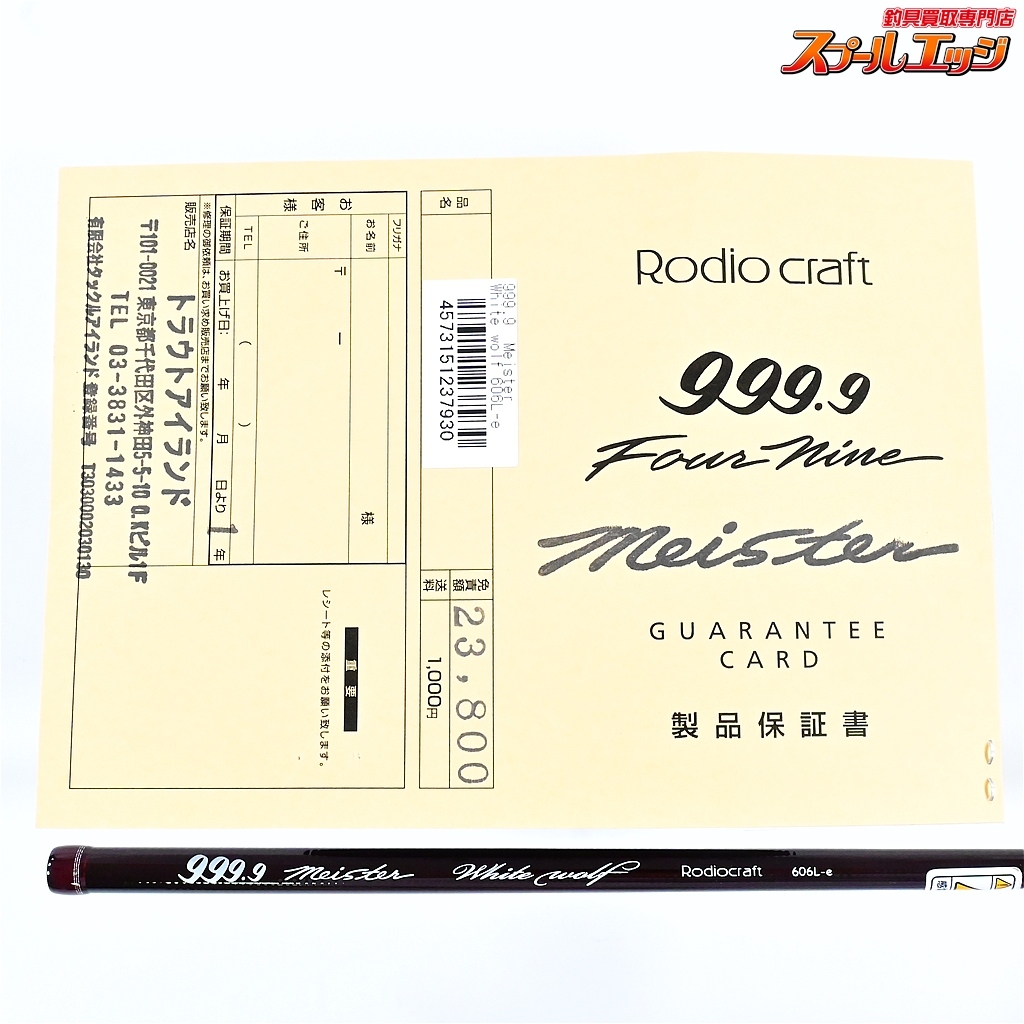 釣具買取専門店
スプールエッジ
Rodio craft
999.9
Four Nine
Meister
GUARANTEE
CARD
製品保証書
品名
999.9 Meister
White wolf 606L-e
4573151237930
免責額
23,800
送料
1,000円
お客様
フリガナ
お名前
様
ご住所
〒 ー
TEL
( )
保証期間
お買上げ日: 年 月 日より1年
※修理の御依頼は、お買い求め販売店までお願い致します。
販売店名
トラウトアイランド
〒101-0021 東京都千代田区外神田5-5-10 O.Kビル1F
TEL 03-3831-1433
有限会社タックルアイランド 登録番号 T3030002030130
重要
レシート等の添付をお願い致します。
999.9 Meister White wolf Rodiocraft 606L-e